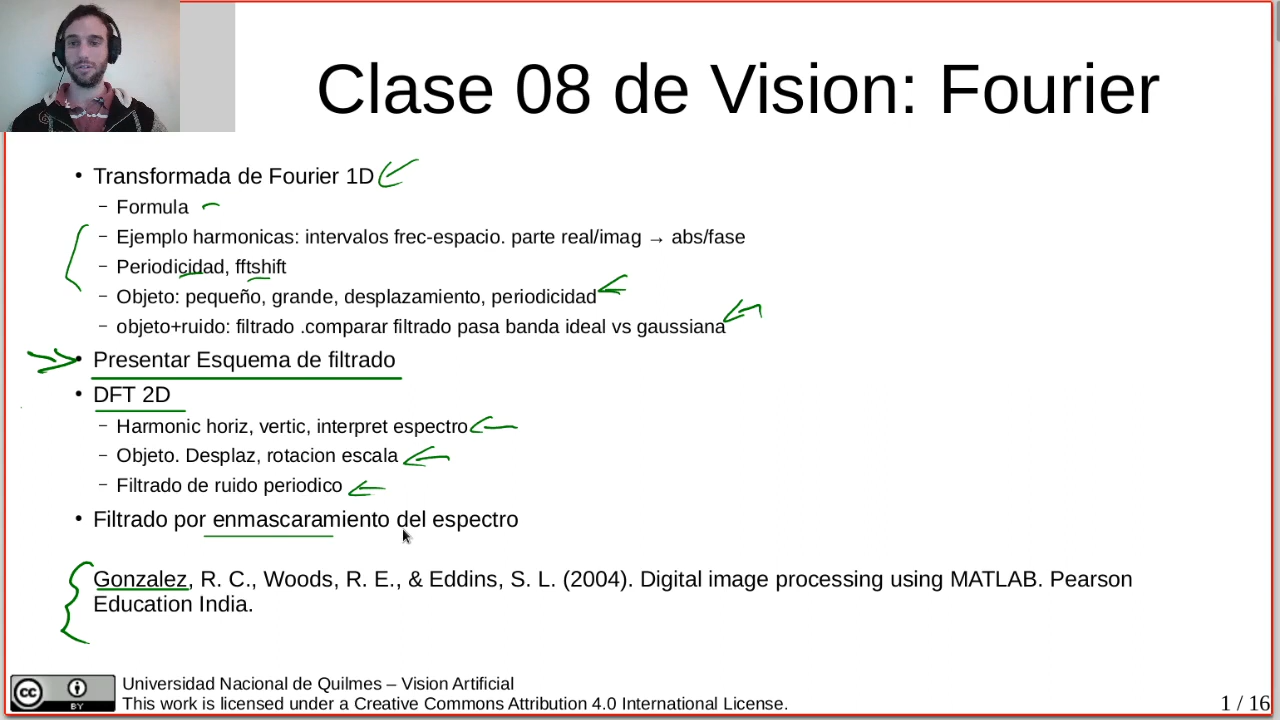 Clase 08 de Vision: Fourier
• Transformada de Fourier 1D
– Formula
– Ejemplo harmonicas: intervalos frec-espacio. parte real/imag → abs/fase
– Periodicidad, fftshift
– Objeto: pequeño, grande, desplazamiento, periodicidad
– objeto+ruido: filtrado .comparar filtrado pasa banda ideal vs gaussiana
• Presentar Esquema de filtrado
• DFT 2D
– Harmonic horiz, vertic, interpret espectro
– Objeto. Desplaz, rotacion escala
– Filtrado de ruido periodico
• Filtrado por enmascaramiento del espectro
Gonzalez, R. C., Woods, R. E., & Eddins, S. L. (2004). Digital image processing using MATLAB. Pearson
Education India.
cc BY
Universidad Nacional de Quilmes – Vision Artificial
This work is licensed under a Creative Commons Attribution 4.0 International License.
1 / 16